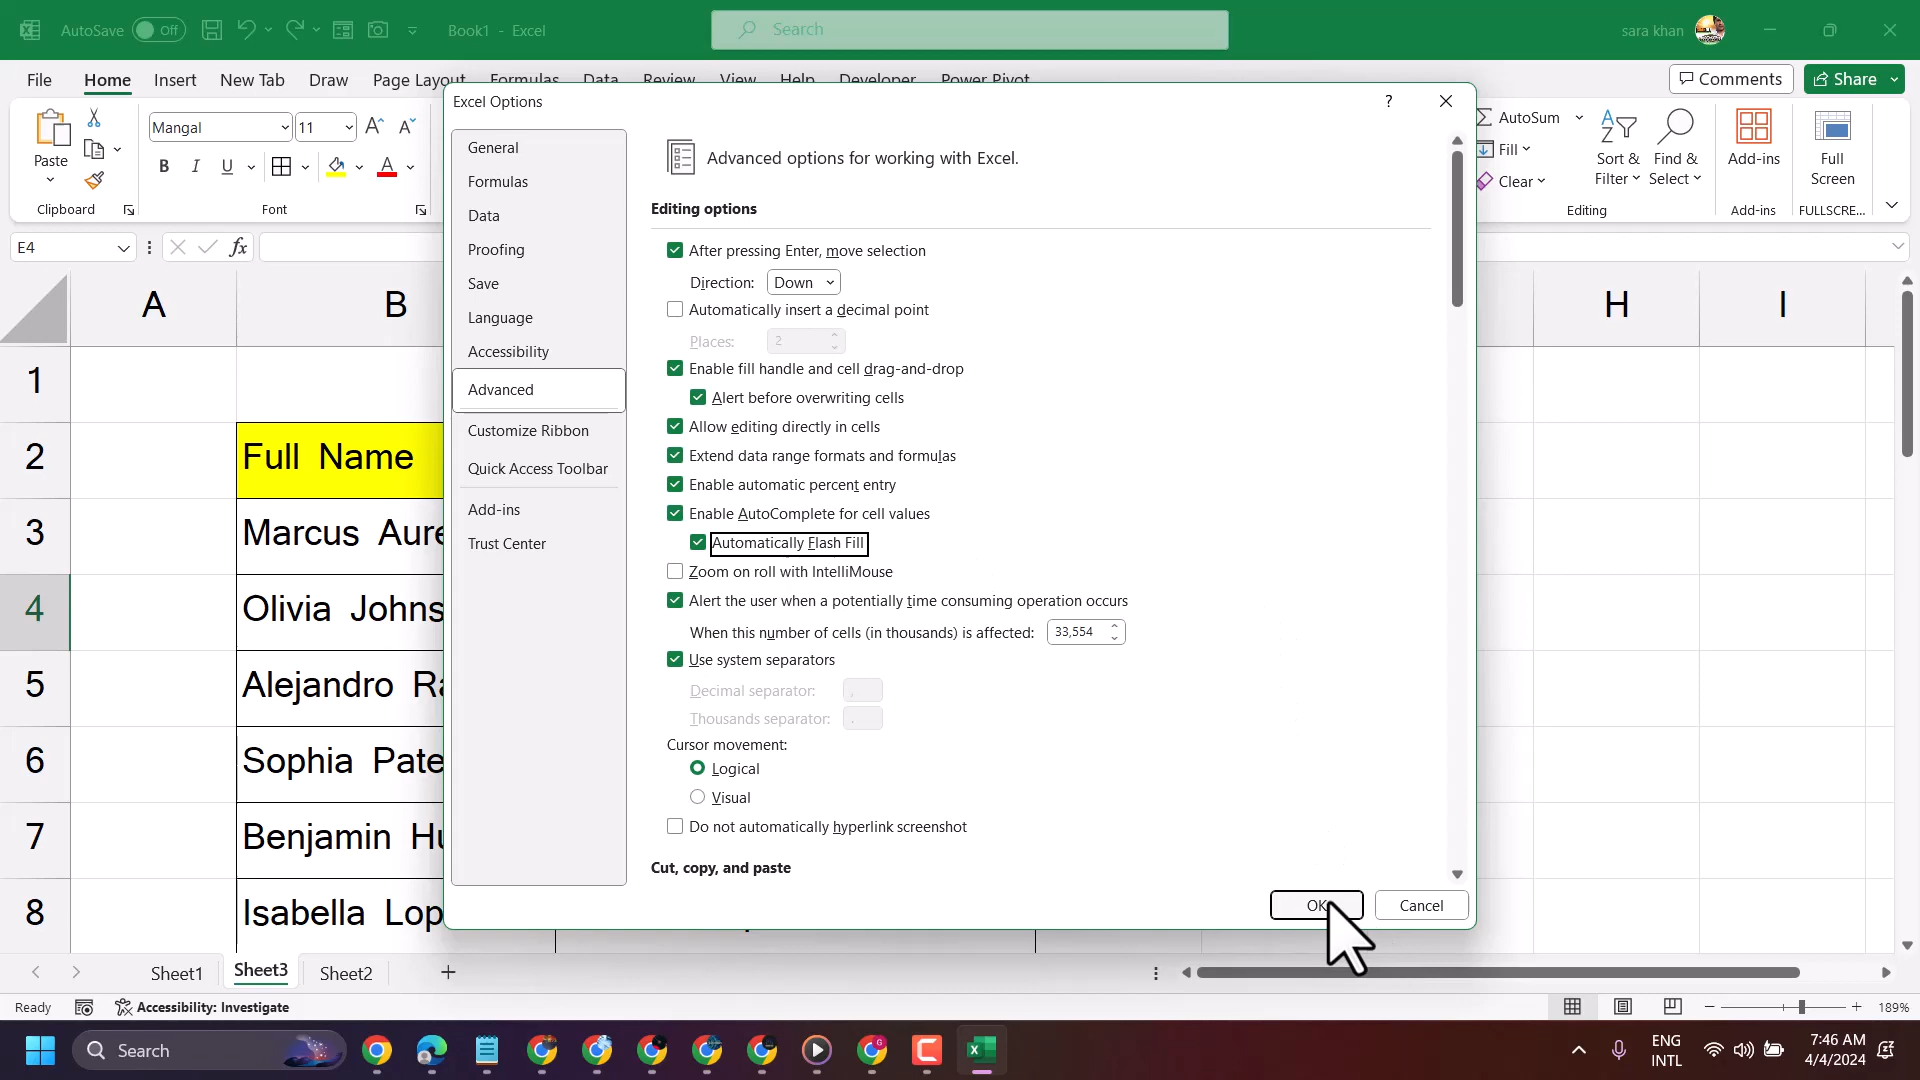 AutoSave Off Book1 - Excel Search sara khan
File Home Insert New Tab Draw Page Layout Formulas Data Review View Help Developer Power Pivot Comments Share
Excel Options ?
Paste Mangal 11 AutoSum Fill Clear Sort & Filter Find & Select Add-ins Full Screen
B I U
Clipboard Font Editing Add-ins FULLSCRE...
E4 fx
General
Formulas
Data
Proofing
Save
Language
Accessibility
Advanced
Customize Ribbon
Quick Access Toolbar
Add-ins
Trust Center
Advanced options for working with Excel.
Editing options
After pressing Enter, move selection
Direction: Down
Automatically insert a decimal point
Places: 2
Enable fill handle and cell drag-and-drop
Alert before overwriting cells
Allow editing directly in cells
Extend data range formats and formulas
Enable automatic percent entry
Enable AutoComplete for cell values
Automatically Flash Fill
Zoom on roll with IntelliMouse
Alert the user when a potentially time consuming operation occurs
When this number of cells (in thousands) is affected: 33,554
Use system separators
Decimal separator: ,
Thousands separator: .
Cursor movement:
Logical
Visual
Do not automatically hyperlink screenshot
Cut, copy, and paste
OK Cancel
A B H I
1
2 Full Name
3 Marcus Aure
4 Olivia Johns
5 Alejandro Ra
6 Sophia Pate
7 Benjamin Hu
8 Isabella Lop
Sheet1 Sheet3 Sheet2
Ready Accessibility: Investigate 189%
Search ENG INTL 7:46 AM 4/4/2024